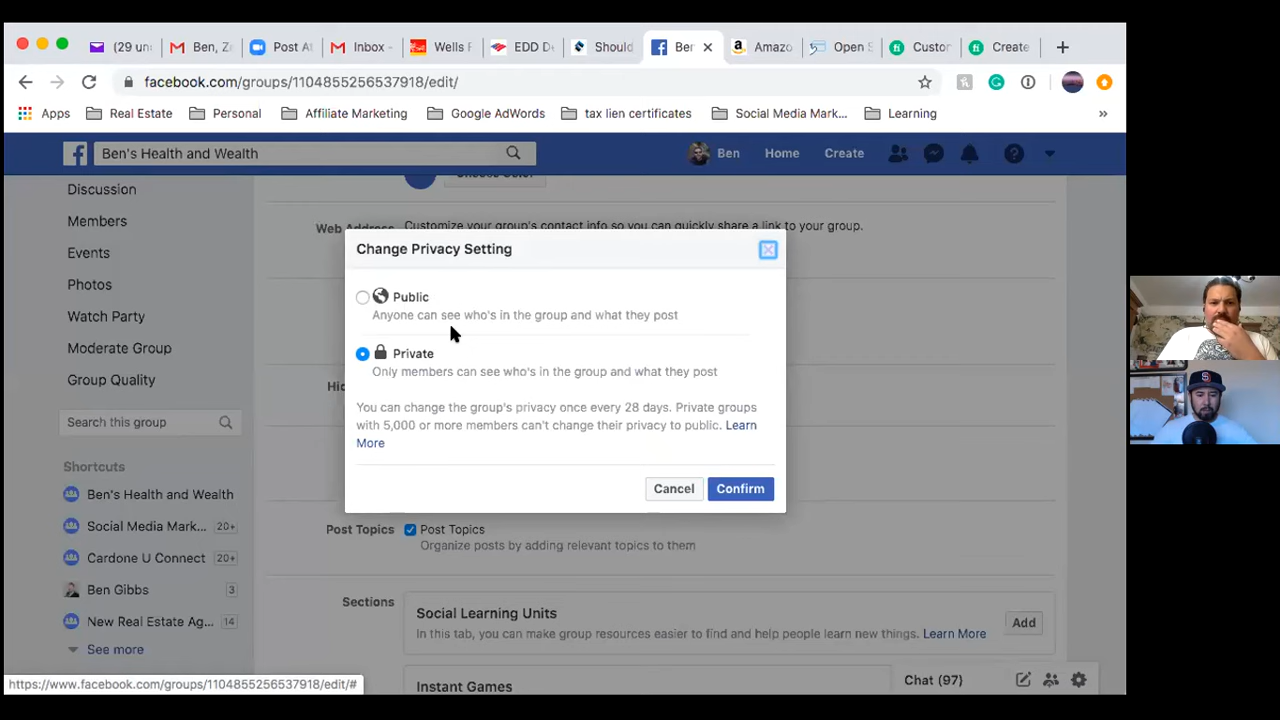 (29 un
Ben, Z
Post A
Inbox -
Wells F
EDD D
Should
Ber
Amazo
Open S
Custor
Create
facebook.com/groups/1104855256537918/edit/
Apps
Real Estate
Personal
Affiliate Marketing
Google AdWords
tax lien certificates
Social Media Mark...
Learning
»
Ben's Health and Wealth
Ben
Home
Create
Discussion
Members
Events
Photos
Watch Party
Moderate Group
Group Quality
Search this group
Shortcuts
Ben's Health and Wealth
Social Media Mark... 20+
Cardone U Connect 20+
Ben Gibbs 3
New Real Estate Ag... 14
See more
Choose Color
Web Address
Customize your group's contact info so you can quickly share a link to your group.
Change Privacy Setting
Public
Anyone can see who's in the group and what they post
Private
Only members can see who's in the group and what they post
You can change the group's privacy once every 28 days. Private groups
with 5,000 or more members can't change their privacy to public. Learn
More
Cancel
Confirm
Post Topics
Post Topics
Organize posts by adding relevant topics to them
Sections
Social Learning Units
In this tab, you can make group resources easier to find and help people learn new things. Learn More
Add
Instant Games
Chat (97)
https://www.facebook.com/groups/1104855256537918/edit/#